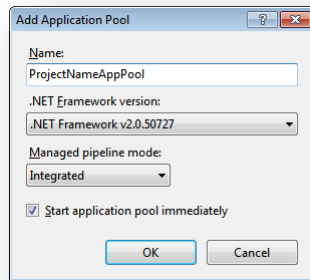 Add Application Pool
Name:
ProjectNameAppPool
.NET Framework version:
.NET Framework v2.0.50727
Managed pipeline mode:
Integrated
Start application pool immediately
OK Cancel